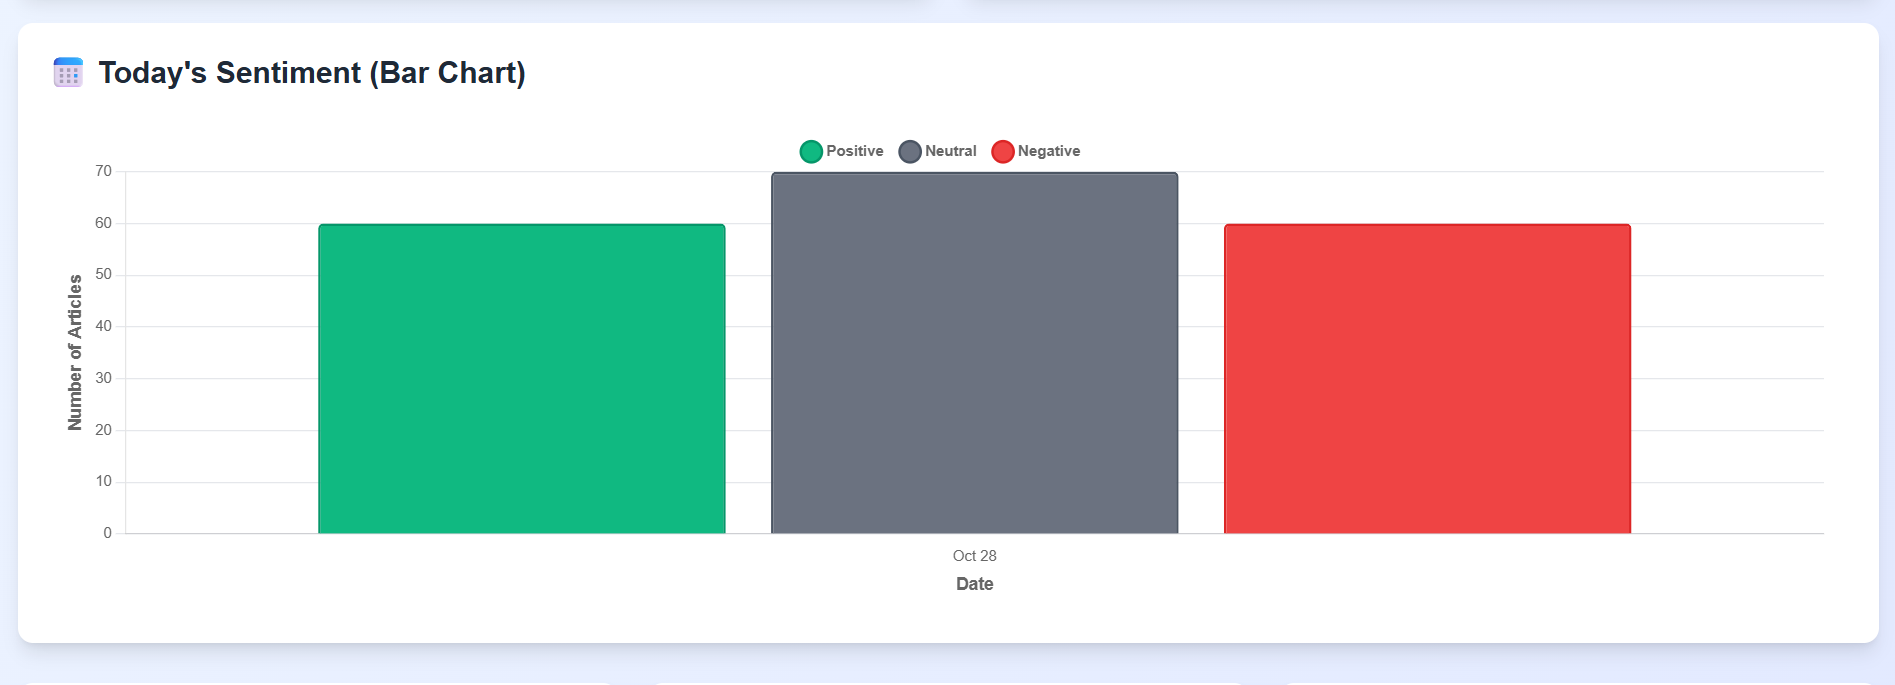 Today's Sentiment (Bar Chart)
Positive Neutral Negative
70
60
50
40
30
20
10
0
Number of Articles
Oct 28
Date